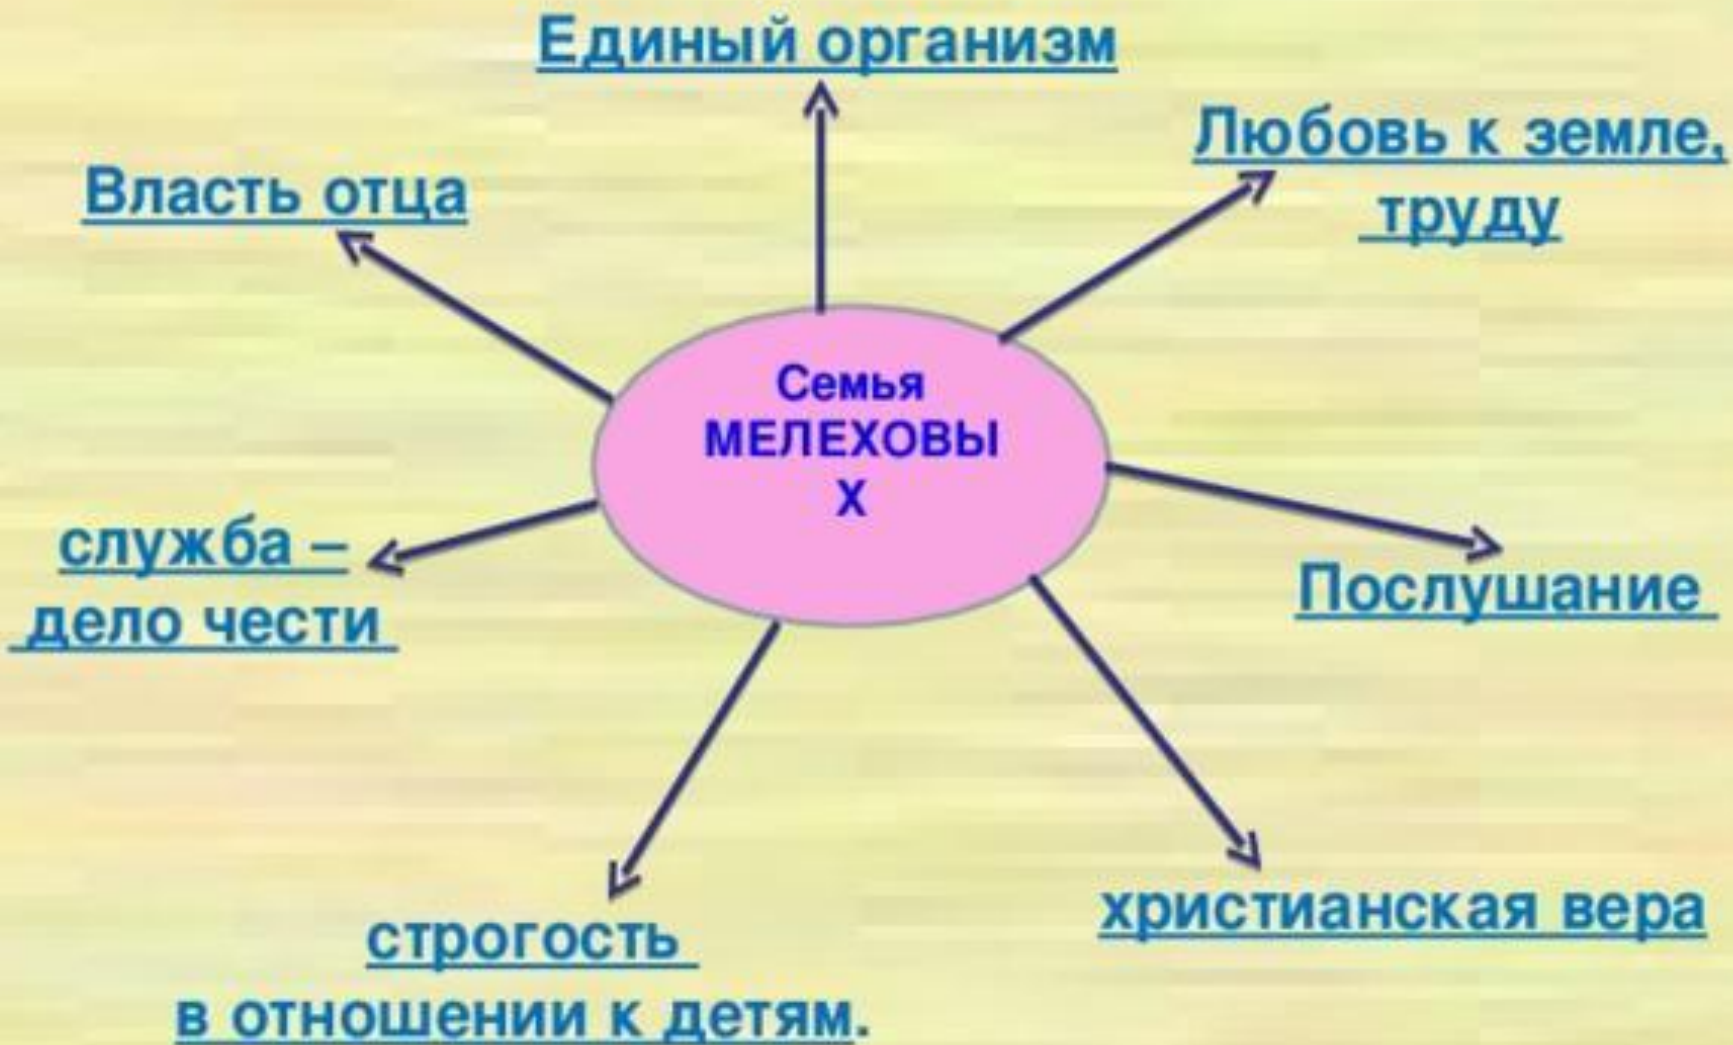 Единый организм
Любовь к земле,
труду
Власть отца
Семья
МЕЛЕХОВЫ
Х
служба –
дело чести
Послушание
христианская вера
строгость
в отношении к детям.